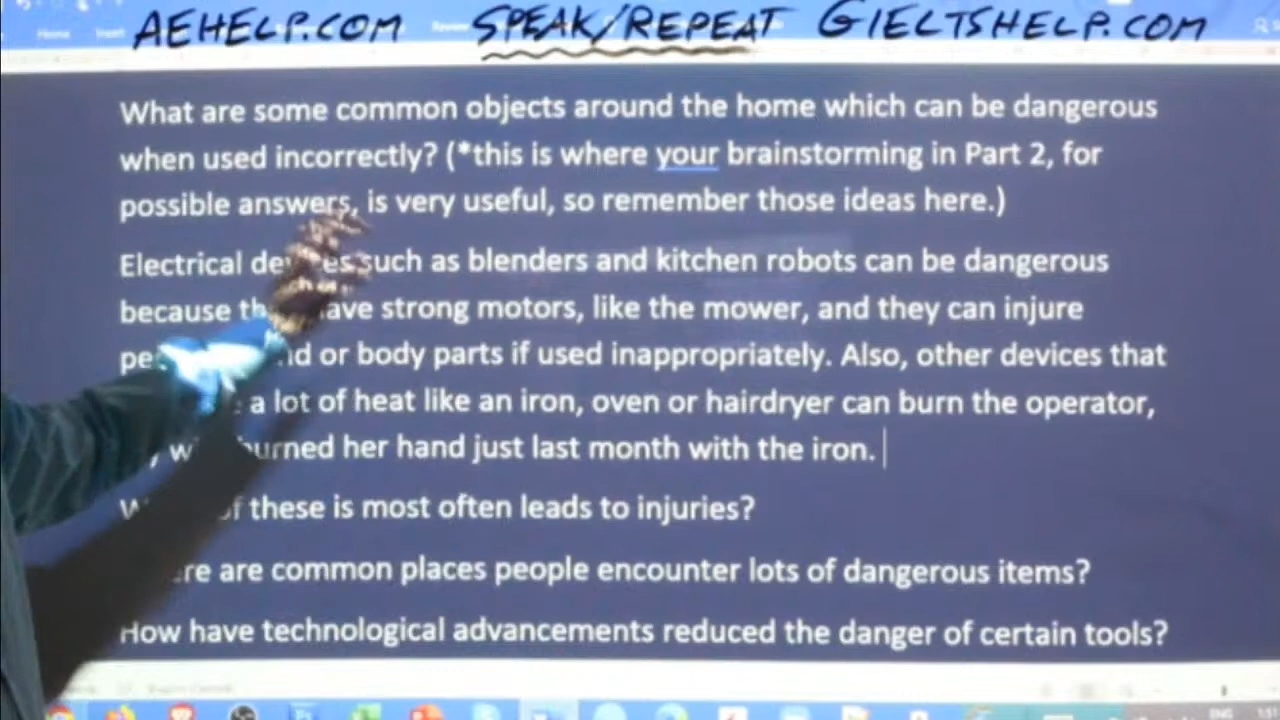 AEHELP.COM SPEAK/REPEAT GIELTSHELP.COM
Home Insert
What are some common objects around the home which can be dangerous
when used incorrectly? (*this is where your brainstorming in Part 2, for
possible answers, is very useful, so remember those ideas here.)
Electrical such as blenders and kitchen robots can be dangerous
because strong motors, like the mower, and they can injure
or body parts if used inappropriately. Also, other devices that
a lot of heat like an iron, oven or hairdryer can burn the operator,
burned her hand just last month with the iron.
of these is most often leads to injuries?
are common places people encounter lots of dangerous items?
How have technological advancements reduced the danger of certain tools?
ENG 1:51